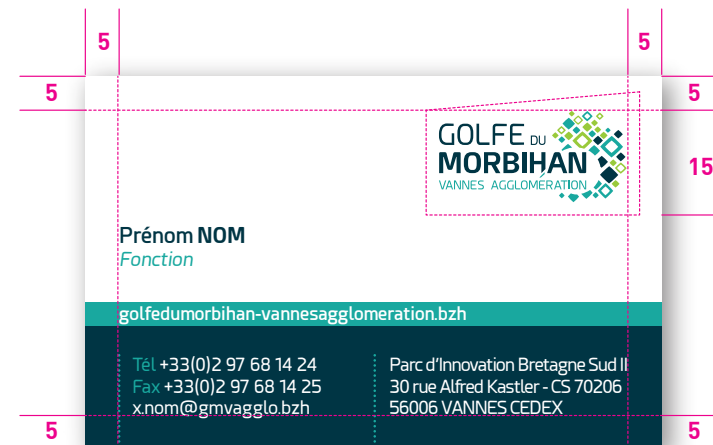 5 5
5 5
GOLFE DU
MORBIHAN
VANNES AGGLOMÉRATION
15
Prénom NOM
Fonction
golfedumorbihan-vannesagglomeration.bzh
Tél +33(0)2 97 68 14 24
Fax +33(0)2 97 68 14 25
x.nom@gmvagglo.bzh
Parc d'Innovation Bretagne Sud II
30 rue Alfred Kastler - CS 70206
56006 VANNES CEDEX
5 5